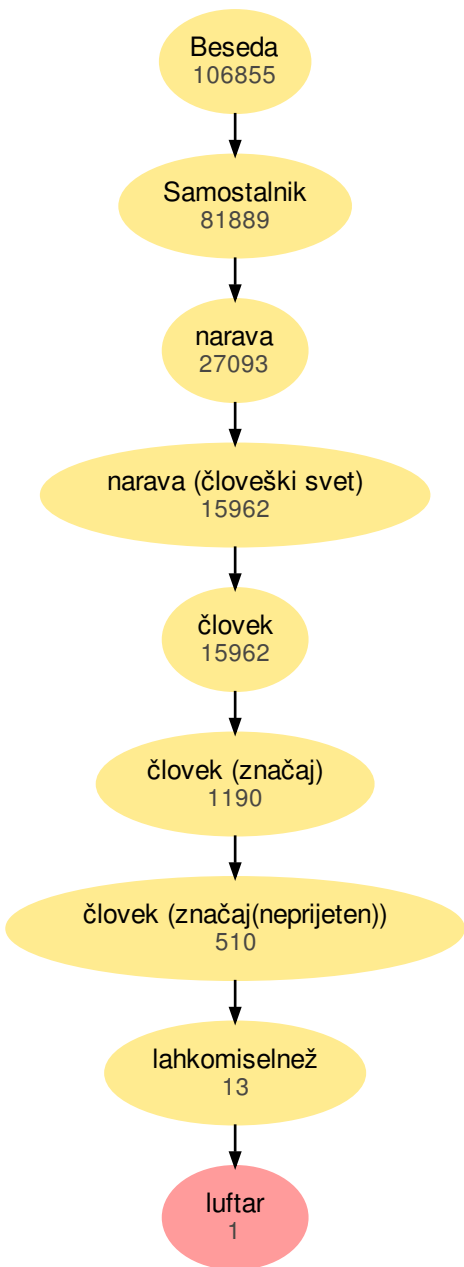 Beseda
106855
Samostalnik
81889
narava
27093
narava (človeški svet)
15962
človek
15962
človek (značaj)
1190
človek (značaj(neprijeten))
510
lahkomiselnež
13
luftar
1